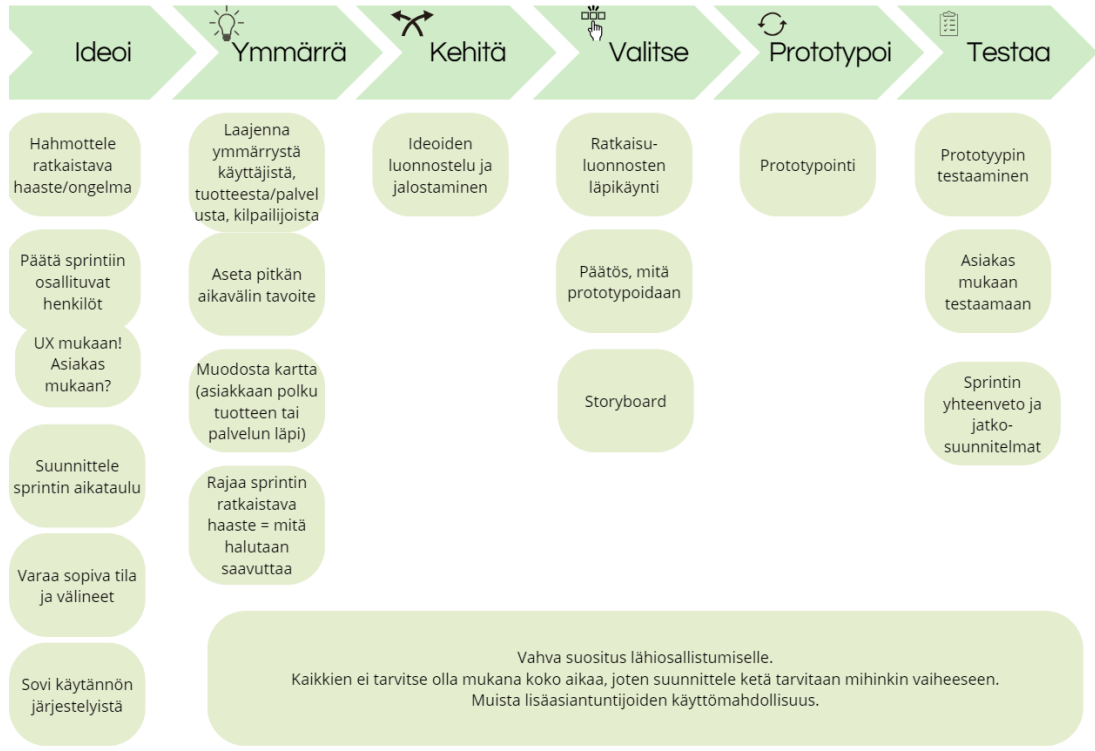 Ideoi
Ymmärrä
Kehitä
Valitse
Prototypoi
Testaa
Hahmottele
ratkaistava
haaste/ongelma
Päätä sprintiin
osallituvat
henkilöt
UX mukaan!
Asiakas
mukaan?
Suunnittele
sprintin aikataulu
Varaa sopiva tila
ja välineet
Sovi käytännön
järjestelyistä
Laajenna
ymmärrystä
käyttäjistä,
tuotteesta/palvel
usta, kilpailijoista
Aseta pitkän
aikavälin tavoite
Muodosta kartta
(asiakkaan polku
tuotteen tai
palvelun läpi)
Rajaa sprintin
ratkaistava
haaste = mitä
halutaan
saavuttaa
Ideoiden
luonnostelu ja
jalostaminen
Ratkaisu-
luonnosten
läpikäynti
Päätös, mitä
prototypoidaan
Storyboard
Prototypointi
Prototyypin
testaaminen
Asiakas
mukaan
testaamaan
Sprintin
yhteenveto ja
jatko-
suunnitelmat
Vahva suositus lähiosallistumiselle.
Kaikkien ei tarvitse olla mukana koko aikaa, joten suunnittele ketä tarvitaan mihinkin vaiheeseen.
Muista lisäasiantuntijoiden käyttömahdollisuus.